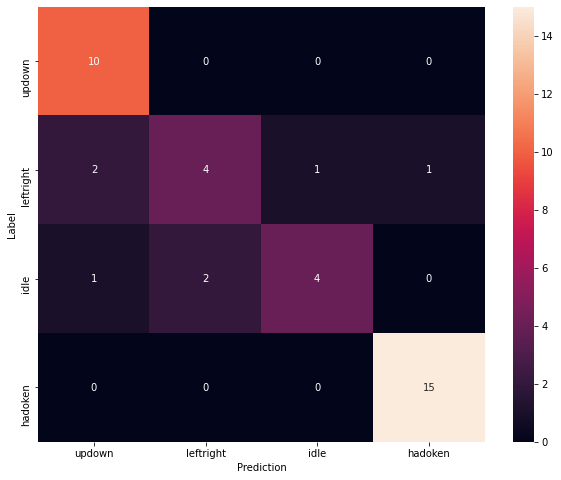 updown
10 0 0 0
leftright
2 4 1 1
idle
1 2 4 0
hadoken
0 0 0 15
Label
updown leftright idle hadoken
Prediction
14
12
10
8
6
4
2
0